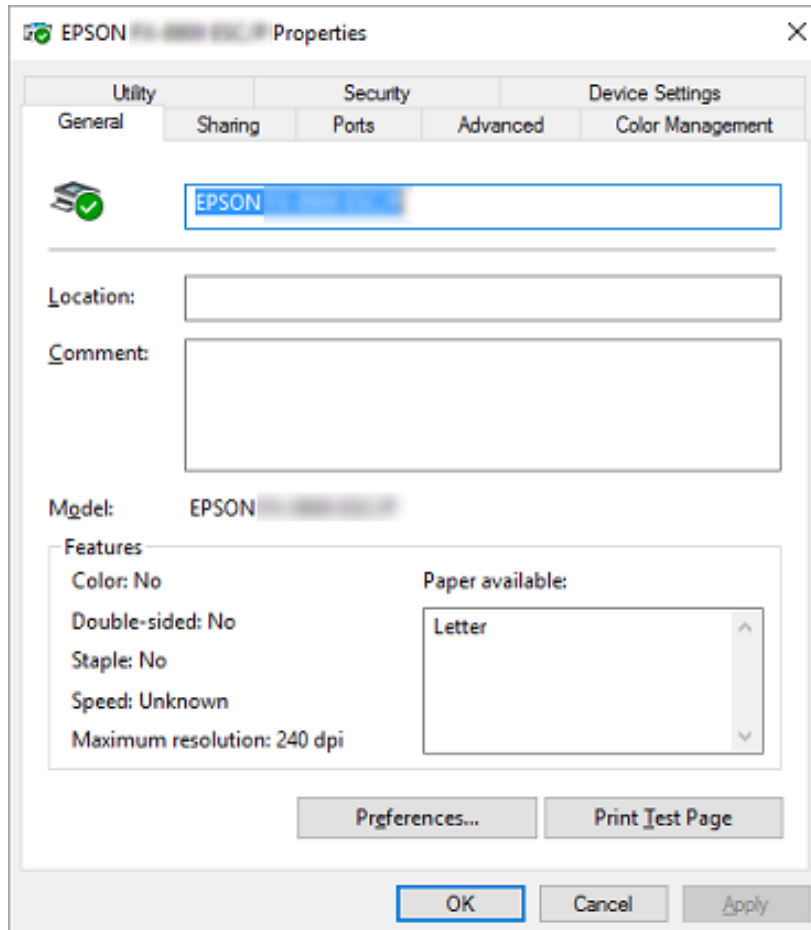 EPSON Properties
Utility Security Device Settings
General Sharing Ports Advanced Color Management
EPSON
Location:
Comment:
Model: EPSON
Features
Color: No
Paper available:
Double-sided: No
Letter
Staple: No
Speed: Unknown
Maximum resolution: 240 dpi
Preferences... Print Test Page
OK Cancel Apply